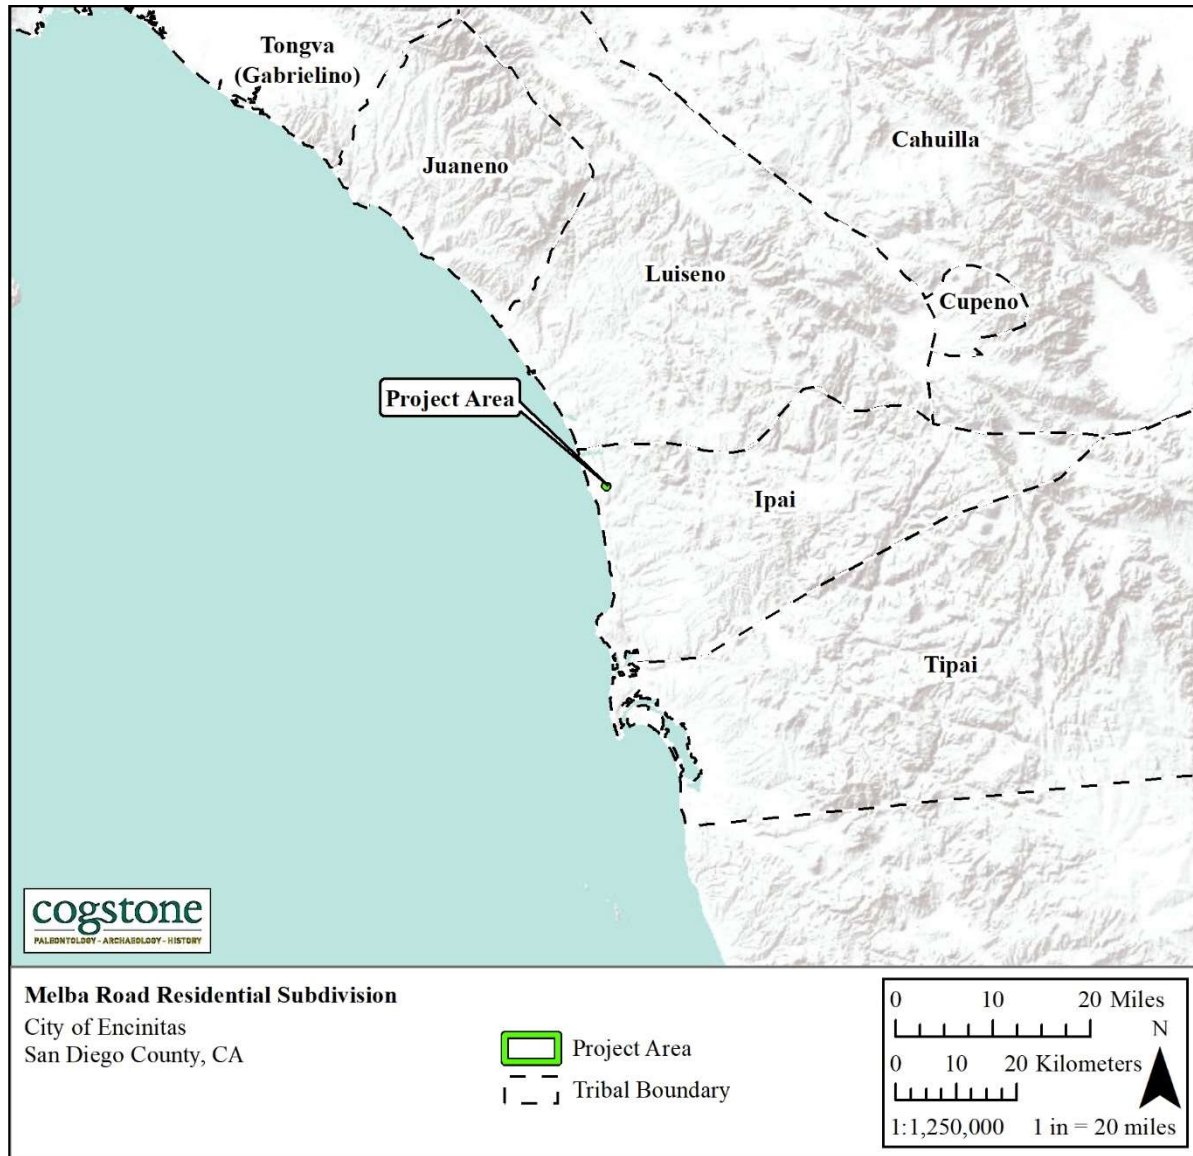 Tongva
(Gabrielino)
Cahuilla
Juaneno
Luiseno
Cupeno
Project Area
Ipai
Tipai
cogstone
PALEONTOLOGY - ARCHAEOLOGY - HISTORY
Melba Road Residential Subdivision
City of Encinitas
San Diego County, CA
Project Area
Tribal Boundary
0 10 20 Miles
N
0 10 20 Kilometers
1:1,250,000 1 in = 20 miles